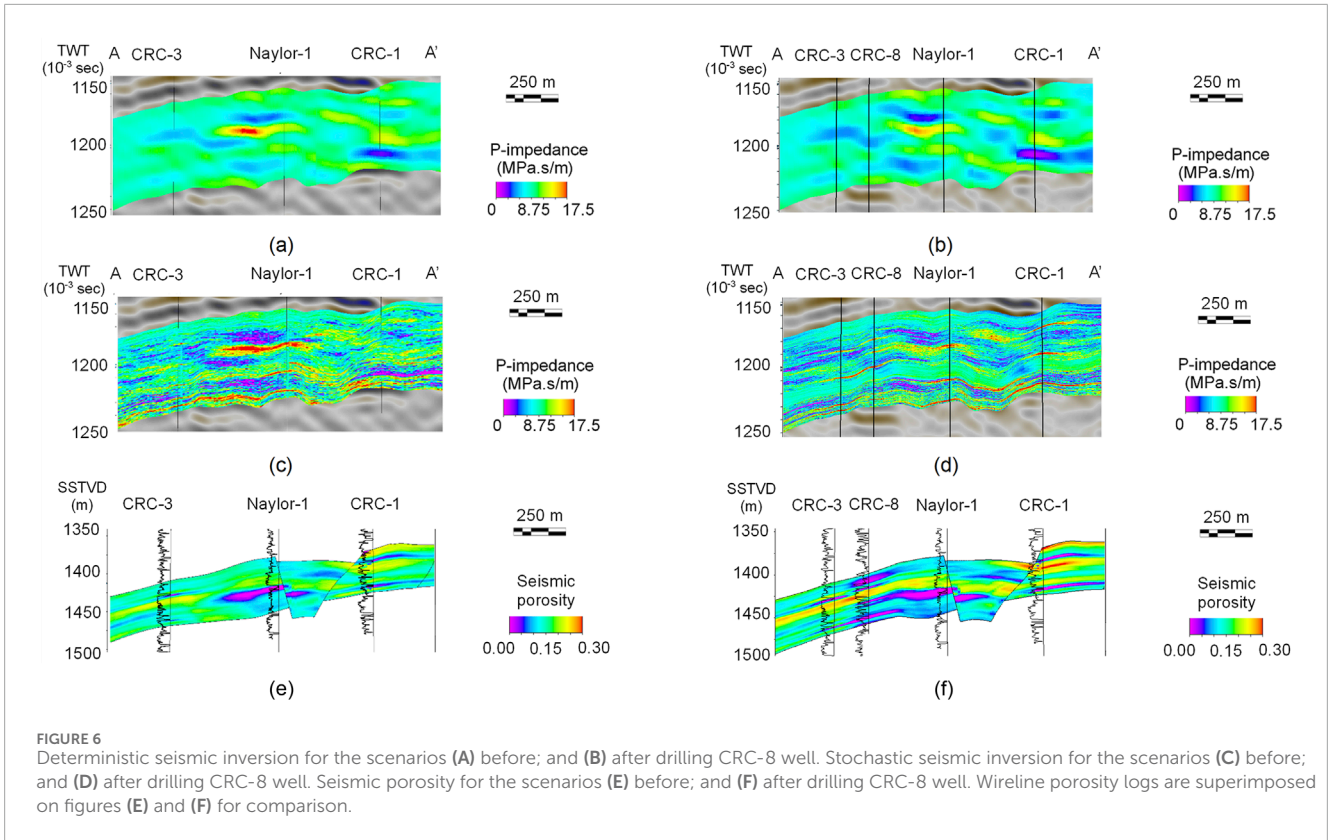 TWT A CRC-3 Naylor-1 CRC-1 A'
(10⁻³ sec)
1150
1200
1250
250 m
P-impedance
(MPa.s/m)
0 8.75 17.5
(a)
TWT A CRC-3 CRC-8 Naylor-1 CRC-1 A'
(10⁻³ sec)
1150
1200
1250
250 m
P-impedance
(MPa.s/m)
0 8.75 17.5
(b)
TWT A CRC-3 Naylor-1 CRC-1 A'
(10⁻³ sec)
1150
1200
1250
250 m
P-impedance
(MPa.s/m)
0 8.75 17.5
(c)
TWT A CRC-3 CRC-8 Naylor-1 CRC-1 A'
(10⁻³ sec)
1150
1200
1250
250 m
P-impedance
(MPa.s/m)
0 8.75 17.5
(d)
SSTVD
(m)
CRC-3 Naylor-1 CRC-1
1350
1400
1450
1500
250 m
Seismic
porosity
0.00 0.15 0.30
(e)
SSTVD
(m)
CRC-3 CRC-8 Naylor-1 CRC-1
1350
1400
1450
1500
250 m
Seismic
porosity
0.00 0.15 0.30
(f)
FIGURE 6
Deterministic seismic inversion for the scenarios (A) before; and (B) after drilling CRC-8 well. Stochastic seismic inversion for the scenarios (C) before;
and (D) after drilling CRC-8 well. Seismic porosity for the scenarios (E) before; and (F) after drilling CRC-8 well. Wireline porosity logs are superimposed
on figures (E) and (F) for comparison.